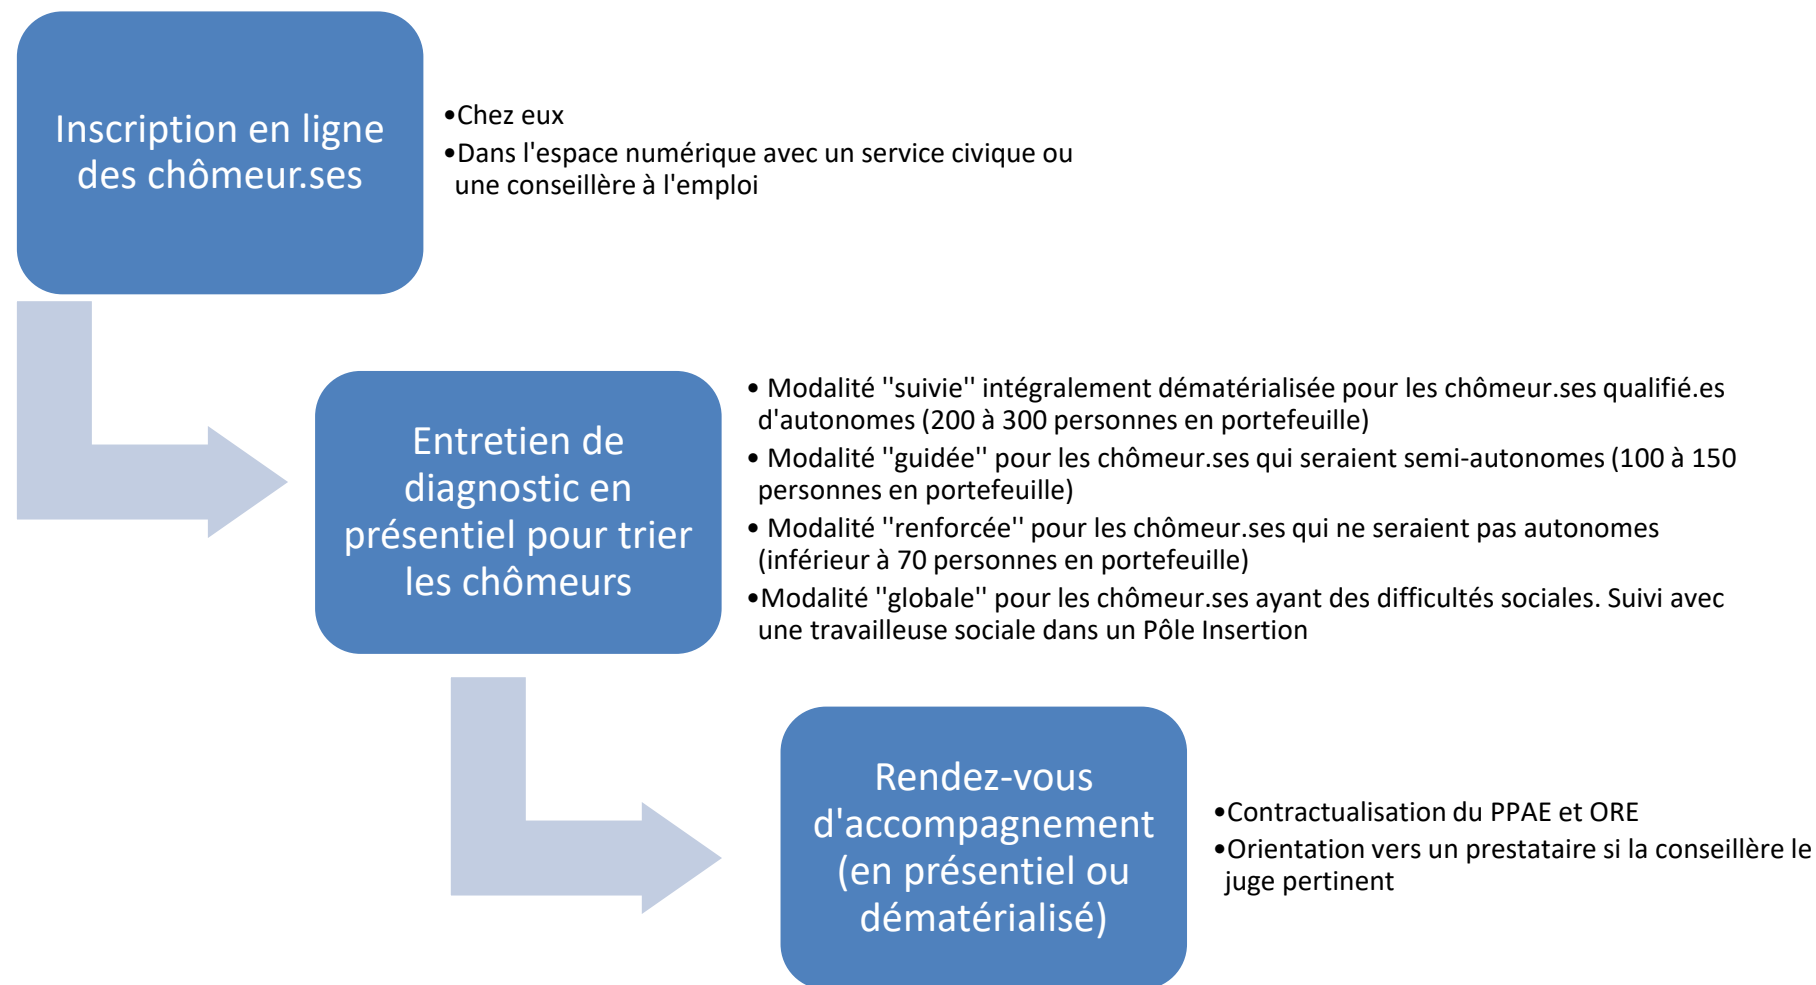 Inscription en ligne
des chômeur.ses
•Chez eux
•Dans l'espace numérique avec un service civique ou
une conseillère à l'emploi
Entretien de
diagnostic en
présentiel pour trier
les chômeurs
• Modalité ''suivie'' intégralement dématérialisée pour les chômeur.ses qualifié.es
d'autonomes (200 à 300 personnes en portefeuille)
• Modalité ''guidée'' pour les chômeur.ses qui seraient semi-autonomes (100 à 150
personnes en portefeuille)
• Modalité ''renforcée'' pour les chômeur.ses qui ne seraient pas autonomes
(inférieur à 70 personnes en portefeuille)
•Modalité ''globale'' pour les chômeur.ses ayant des difficultés sociales. Suivi avec
une travailleuse sociale dans un Pôle Insertion
Rendez-vous
d'accompagnement
(en présentiel ou
dématérialisé)
•Contractualisation du PPAE et ORE
•Orientation vers un prestataire si la conseillère le
juge pertinent